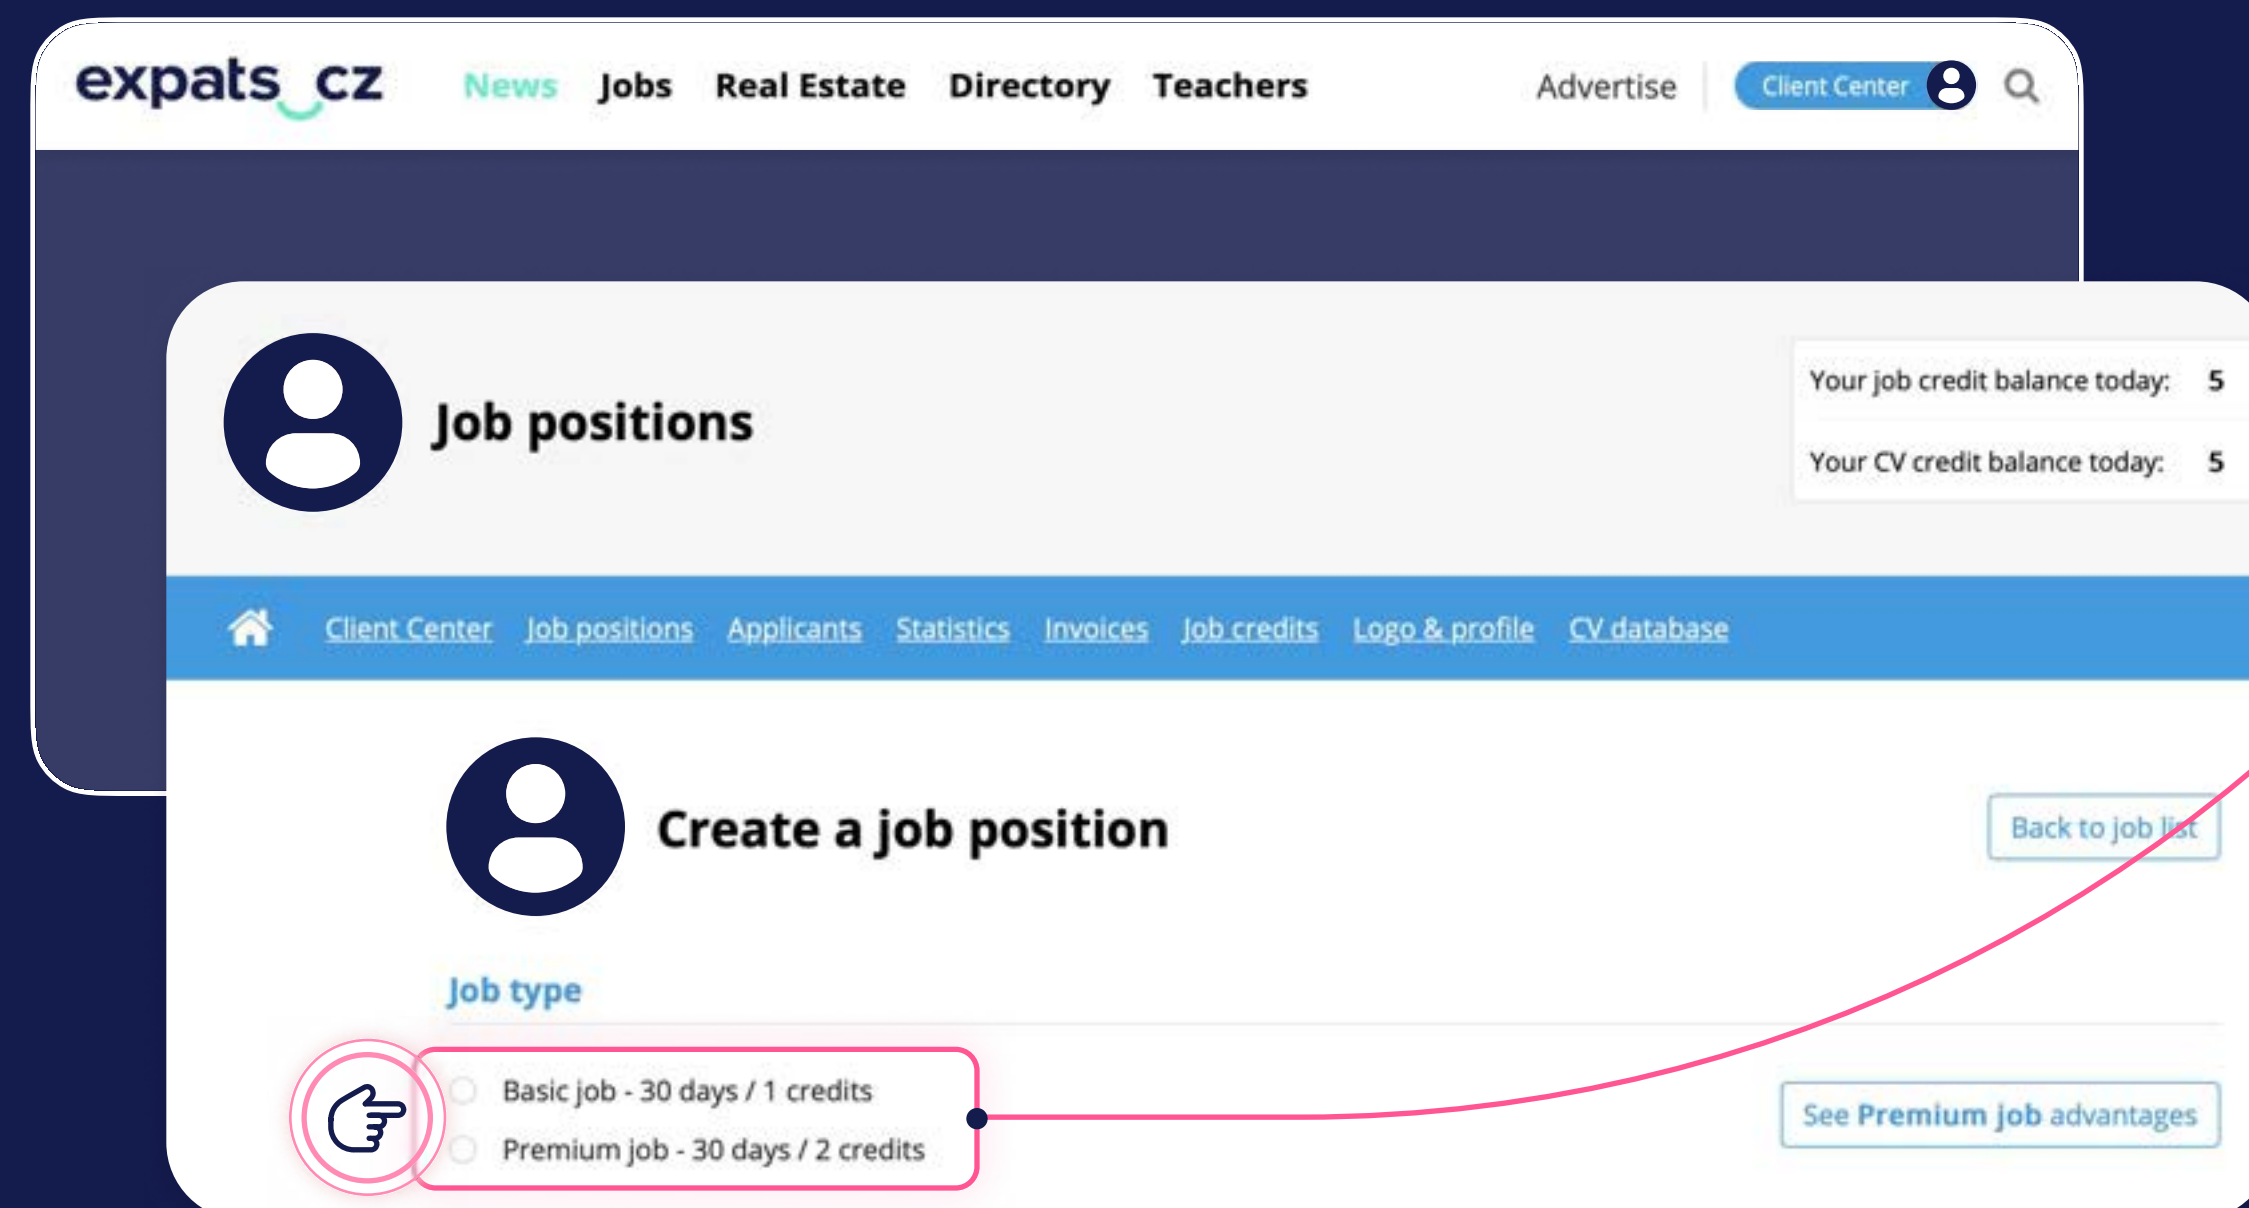 expats_cz News Jobs Real Estate Directory Teachers Advertise Client Center
Job positions
Your job credit balance today: 5
Your CV credit balance today: 5
Client Center Job positions Applicants Statistics Invoices Job credits Logo & profile CV database
Create a job position
Back to job list
Job type
Basic job - 30 days / 1 credits
Premium job - 30 days / 2 credits
See Premium job advantages